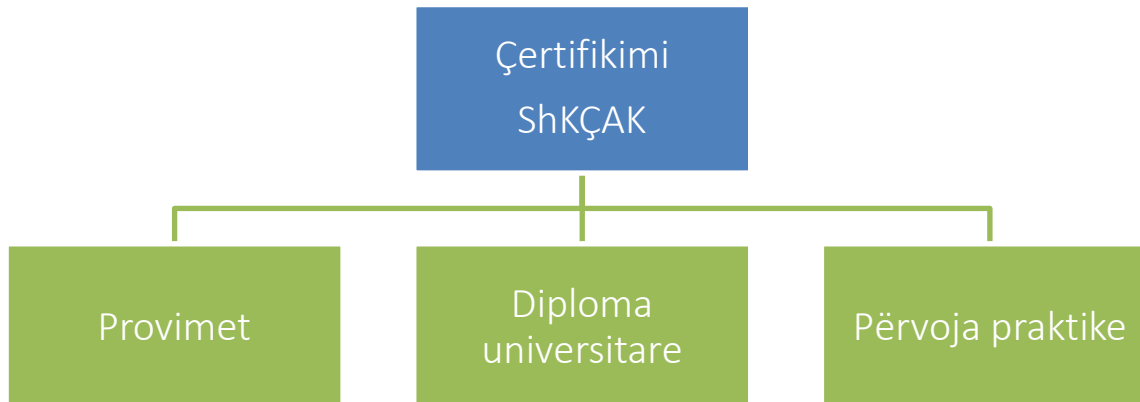 Çertifikimi
ShKÇAK
Provimet
Diploma
universitare
Përvoja praktike